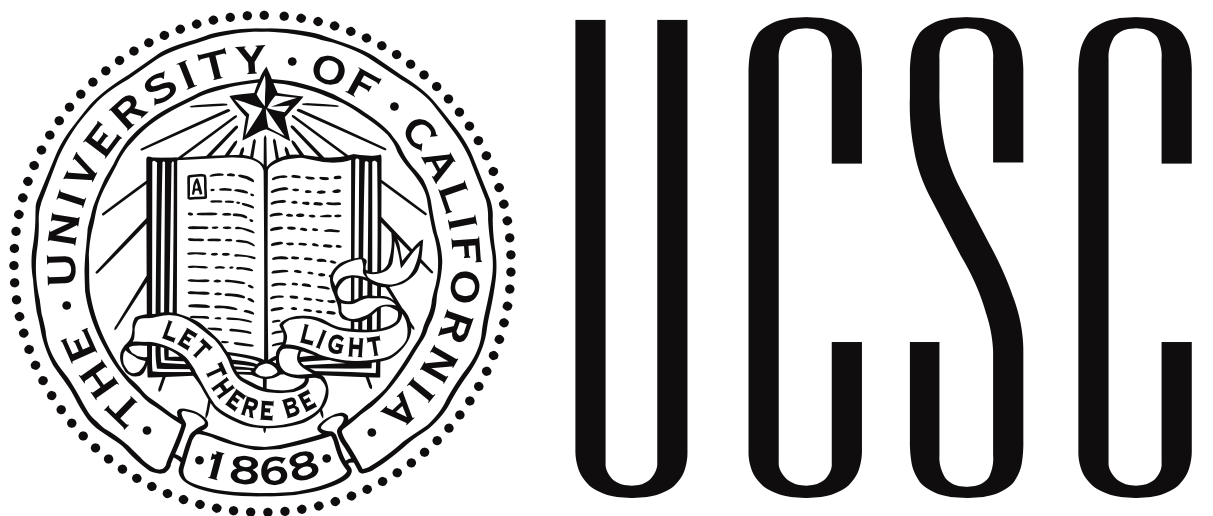 · THE · UNIVERSITY · OF · CALIFORNIA ·
A
LET THERE BE LIGHT
· 1868 ·
UCSC